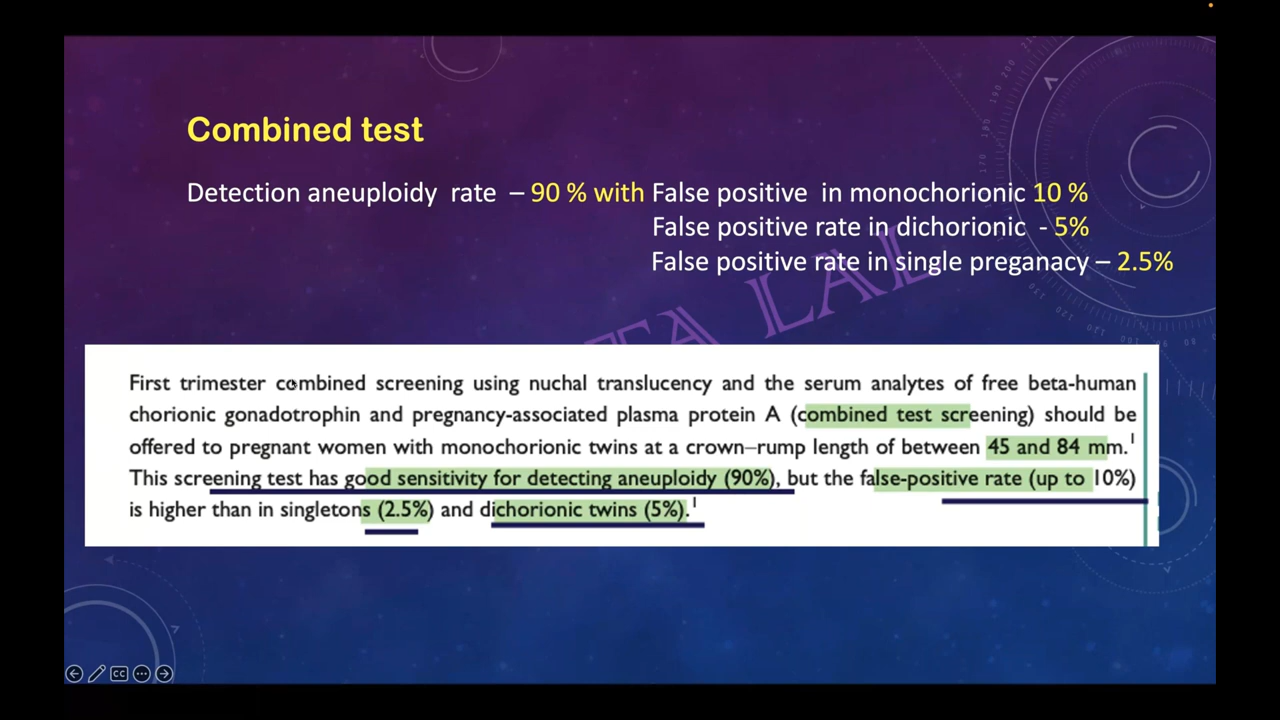 Combined test
Detection aneuploidy rate – 90 % with False positive in monochorionic 10 %
False positive rate in dichorionic - 5%
False positive rate in single preganacy – 2.5%
TA LAL
First trimester combined screening using nuchal translucency and the serum analytes of free beta-human
chorionic gonadotrophin and pregnancy-associated plasma protein A (combined test screening) should be
offered to pregnant women with monochorionic twins at a crown–rump length of between 45 and 84 mm.1
This screening test has good sensitivity for detecting aneuploidy (90%), but the false-positive rate (up to 10%)
is higher than in singletons (2.5%) and dichorionic twins (5%).1
CC